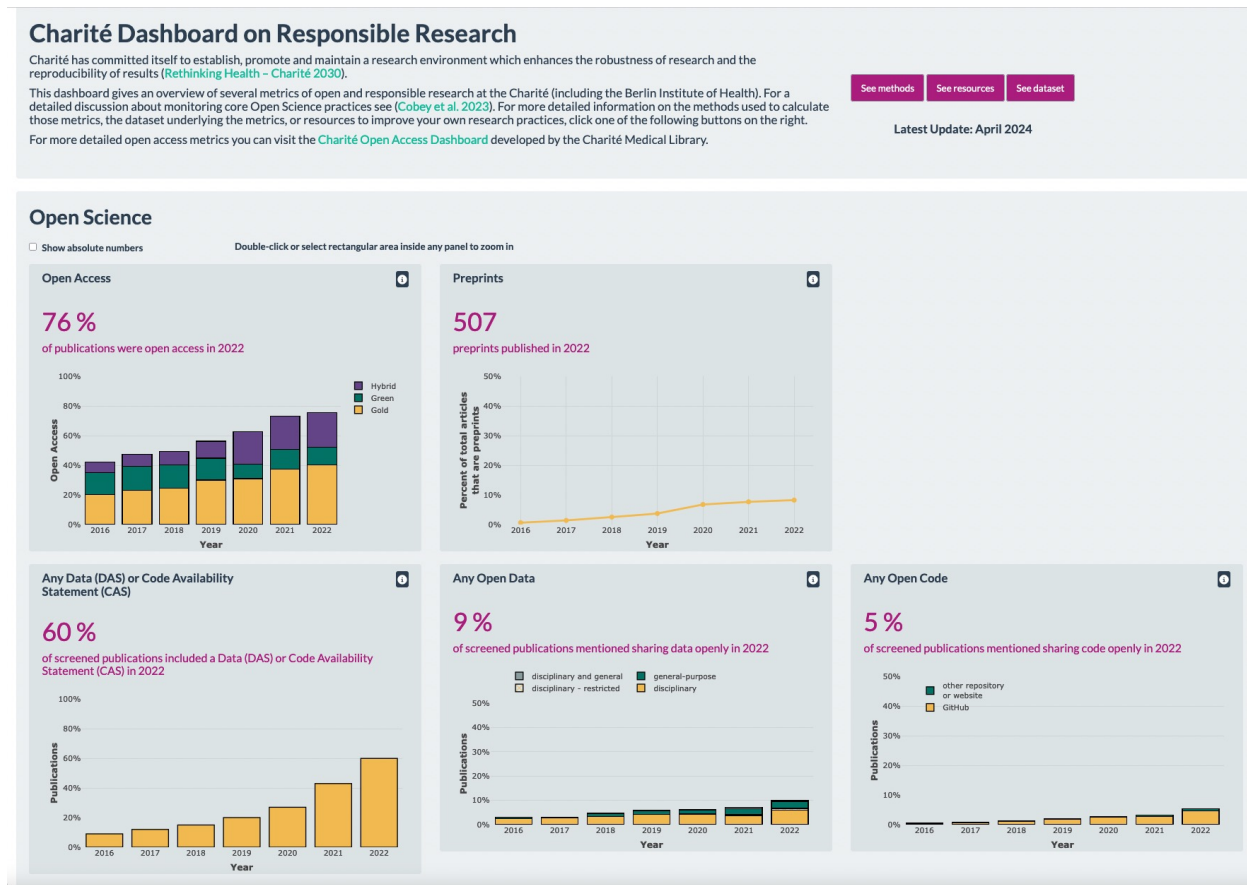 Charité Dashboard on Responsible Research
Charité has committed itself to establish, promote and maintain a research environment which enhances the robustness of research and the
reproducibility of results (Rethinking Health – Charité 2030).
This dashboard gives an overview of several metrics of open and responsible research at the Charité (including the Berlin Institute of Health). For a
detailed discussion about monitoring core Open Science practices see (Cobey et al. 2023). For more detailed information on the methods used to calculate
those metrics, the dataset underlying the metrics, or resources to improve your own research practices, click one of the following buttons on the right.
For more detailed open access metrics you can visit the Charité Open Access Dashboard developed by the Charité Medical Library.
See methods
See resources
See dataset
Latest Update: April 2024
Open Science
Show absolute numbers
Double-click or select rectangular area inside any panel to zoom in
Open Access
76 %
of publications were open access in 2022
100%
80%
60%
40%
20%
0%
Open Access
2016 2017 2018 2019 2020 2021 2022
Year
Hybrid
Green
Gold
Preprints
507
preprints published in 2022
50%
40%
30%
20%
10%
0%
Percent of total articles
that are preprints
2016 2017 2018 2019 2020 2021 2022
Year
Any Data (DAS) or Code Availability
Statement (CAS)
60 %
of screened publications included a Data (DAS) or Code Availability
Statement (CAS) in 2022
100%
80%
60%
40%
20%
0%
Publications
2016 2017 2018 2019 2020 2021 2022
Year
Any Open Data
9 %
of screened publications mentioned sharing data openly in 2022
disciplinary and general
general-purpose
disciplinary – restricted
disciplinary
50%
40%
30%
20%
10%
0%
Publications
2016 2017 2018 2019 2020 2021 2022
Year
Any Open Code
5 %
of screened publications mentioned sharing code openly in 2022
other repository
or website
GitHub
50%
40%
30%
20%
10%
0%
Publications
2016 2017 2018 2019 2020 2021 2022
Year